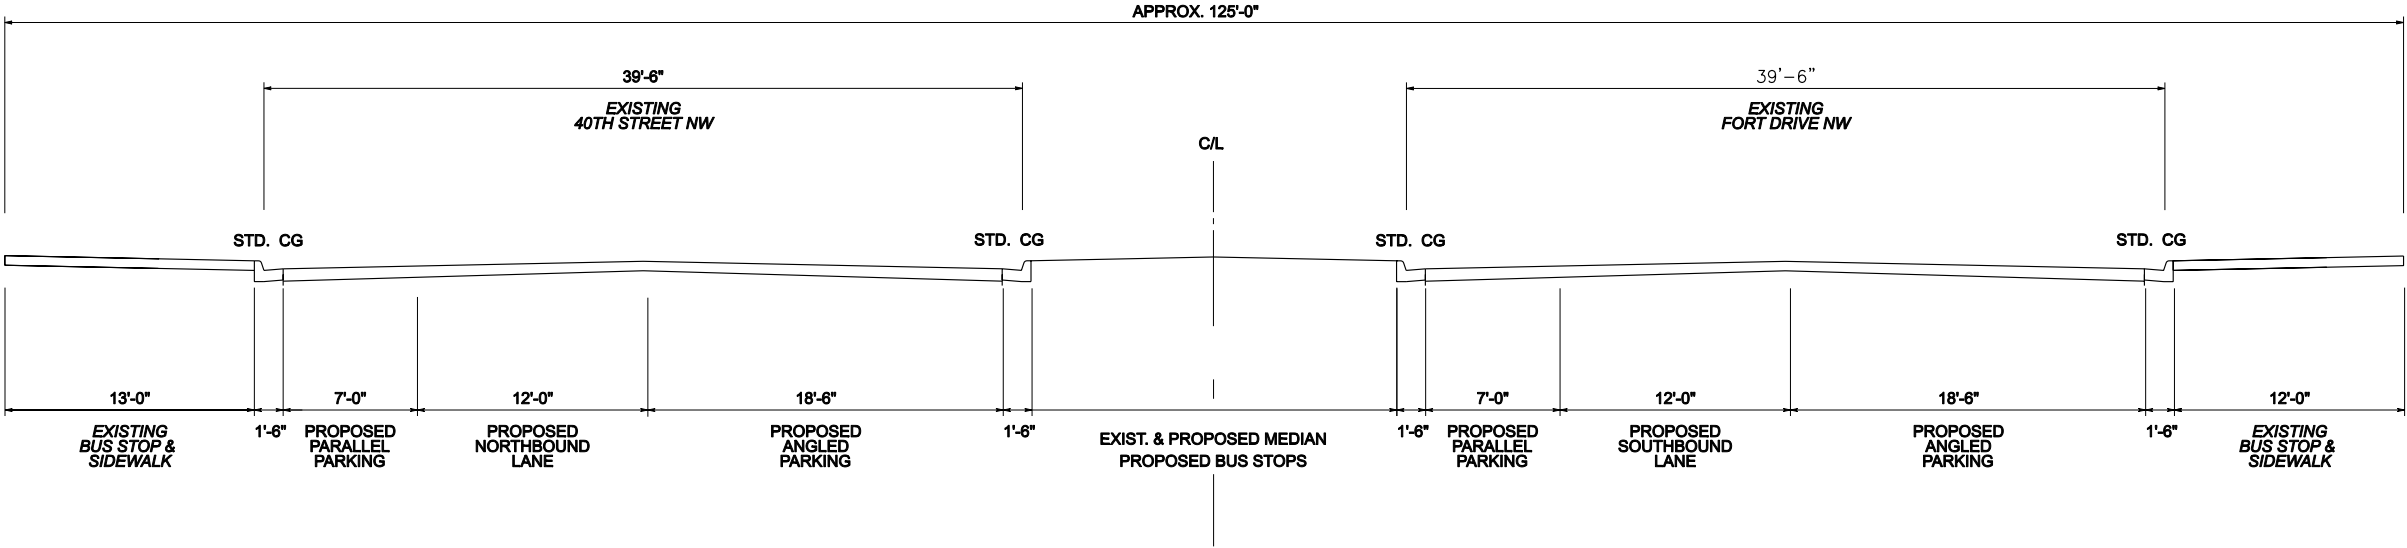 APPROX. 125'-0"
39'-6"
EXISTING
40TH STREET NW
39'-6"
EXISTING
FORT DRIVE NW
C/L
STD. CG
STD. CG
STD. CG
STD. CG
13'-0"
7'-0"
12'-0"
18'-6"
7'-0"
12'-0"
18'-6"
12'-0"
EXISTING
BUS STOP &
SIDEWALK
1'-6"
PROPOSED
PARALLEL
PARKING
PROPOSED
NORTHBOUND
LANE
PROPOSED
ANGLED
PARKING
1'-6"
EXIST. & PROPOSED MEDIAN
PROPOSED BUS STOPS
1'-6"
PROPOSED
PARALLEL
PARKING
PROPOSED
SOUTHBOUND
LANE
PROPOSED
ANGLED
PARKING
1'-6"
EXISTING
BUS STOP &
SIDEWALK